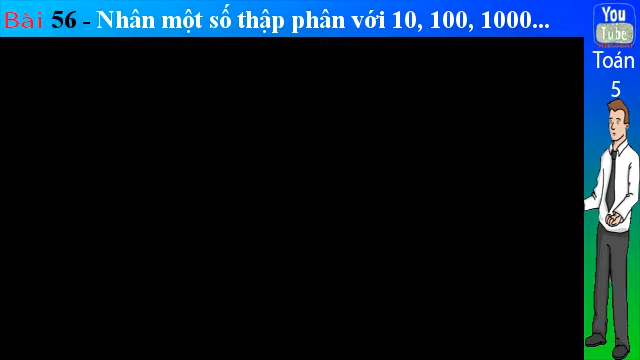 Bài 56 - Nhân một số thập phân với 10, 100, 1000...
You
Tube
Toán
5